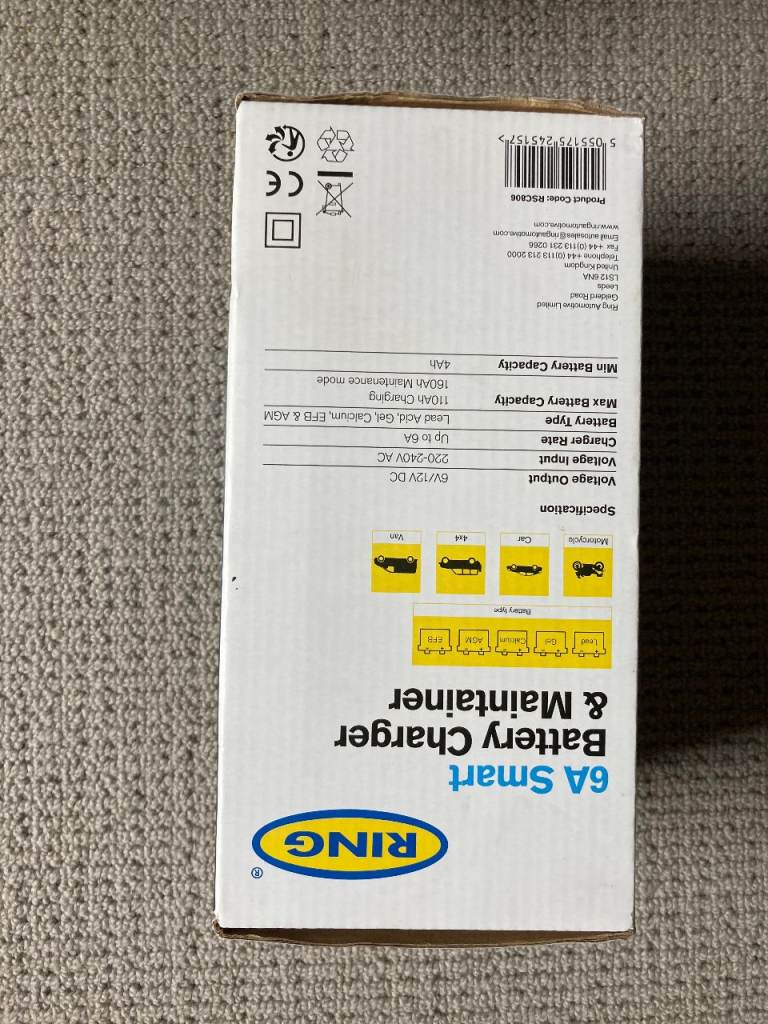 RING
®
6A Smart
Battery Charger
& Maintainer
Lead Gel Calcium AGM EFB
Battery type
Motorcycle Car 4x4 Van
Specification
Voltage Output 6V/12V DC
Voltage Input 220-240V AC
Charger Rate Up to 6A
Battery Type Lead Acid, Gel, Calcium, EFB & AGM
Max Battery Capacity 110Ah Charging
160Ah Maintenance mode
Min Battery Capacity 4Ah
Ring Automotive Limited
Gelderd Road
Leeds
LS12 6NA
United Kingdom
Telephone +44 (0)113 213 2000
Fax +44 (0)113 231 0266
Email autosales@ringautomotive.com
www.ringautomotive.com
Product Code: RSC806
5 055175 245157 >
CE